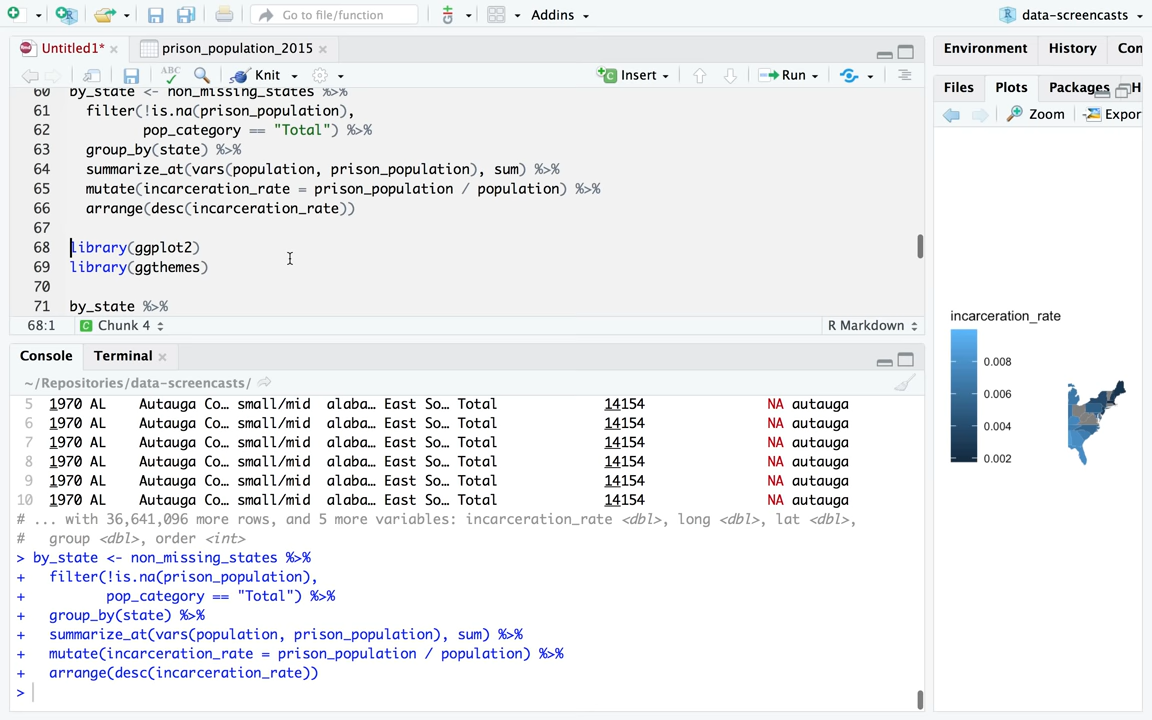 Go to file/function
Addins
data-screencasts
Untitled1*
prison_population_2015
Environment
History
Con
ABC
Knit
Insert
Run
Files
Plots
Packages
H
Zoom
Expor
60 by_state <- non_missing_states %>%
61 filter(!is.na(prison_population),
62 pop_category == "Total") %>%
63 group_by(state) %>%
64 summarize_at(vars(population, prison_population), sum) %>%
65 mutate(incarceration_rate = prison_population / population) %>%
66 arrange(desc(incarceration_rate))
67
68 library(ggplot2)
69 library(ggthemes)
70
71 by_state %>%
68:1
Chunk 4
R Markdown
incarceration_rate
0.008
0.006
0.004
0.002
Console
Terminal
~/Repositories/data-screencasts/
5 1970 AL Autauga Co… small/mid alaba… East So… Total 14154 NA autauga
6 1970 AL Autauga Co… small/mid alaba… East So… Total 14154 NA autauga
7 1970 AL Autauga Co… small/mid alaba… East So… Total 14154 NA autauga
8 1970 AL Autauga Co… small/mid alaba… East So… Total 14154 NA autauga
9 1970 AL Autauga Co… small/mid alaba… East So… Total 14154 NA autauga
10 1970 AL Autauga Co… small/mid alaba… East So… Total 14154 NA autauga
# ... with 36,641,096 more rows, and 5 more variables: incarceration_rate <dbl>, long <dbl>, lat <dbl>,
# group <dbl>, order <int>
> by_state <- non_missing_states %>%
+ filter(!is.na(prison_population),
+ pop_category == "Total") %>%
+ group_by(state) %>%
+ summarize_at(vars(population, prison_population), sum) %>%
+ mutate(incarceration_rate = prison_population / population) %>%
+ arrange(desc(incarceration_rate))
>